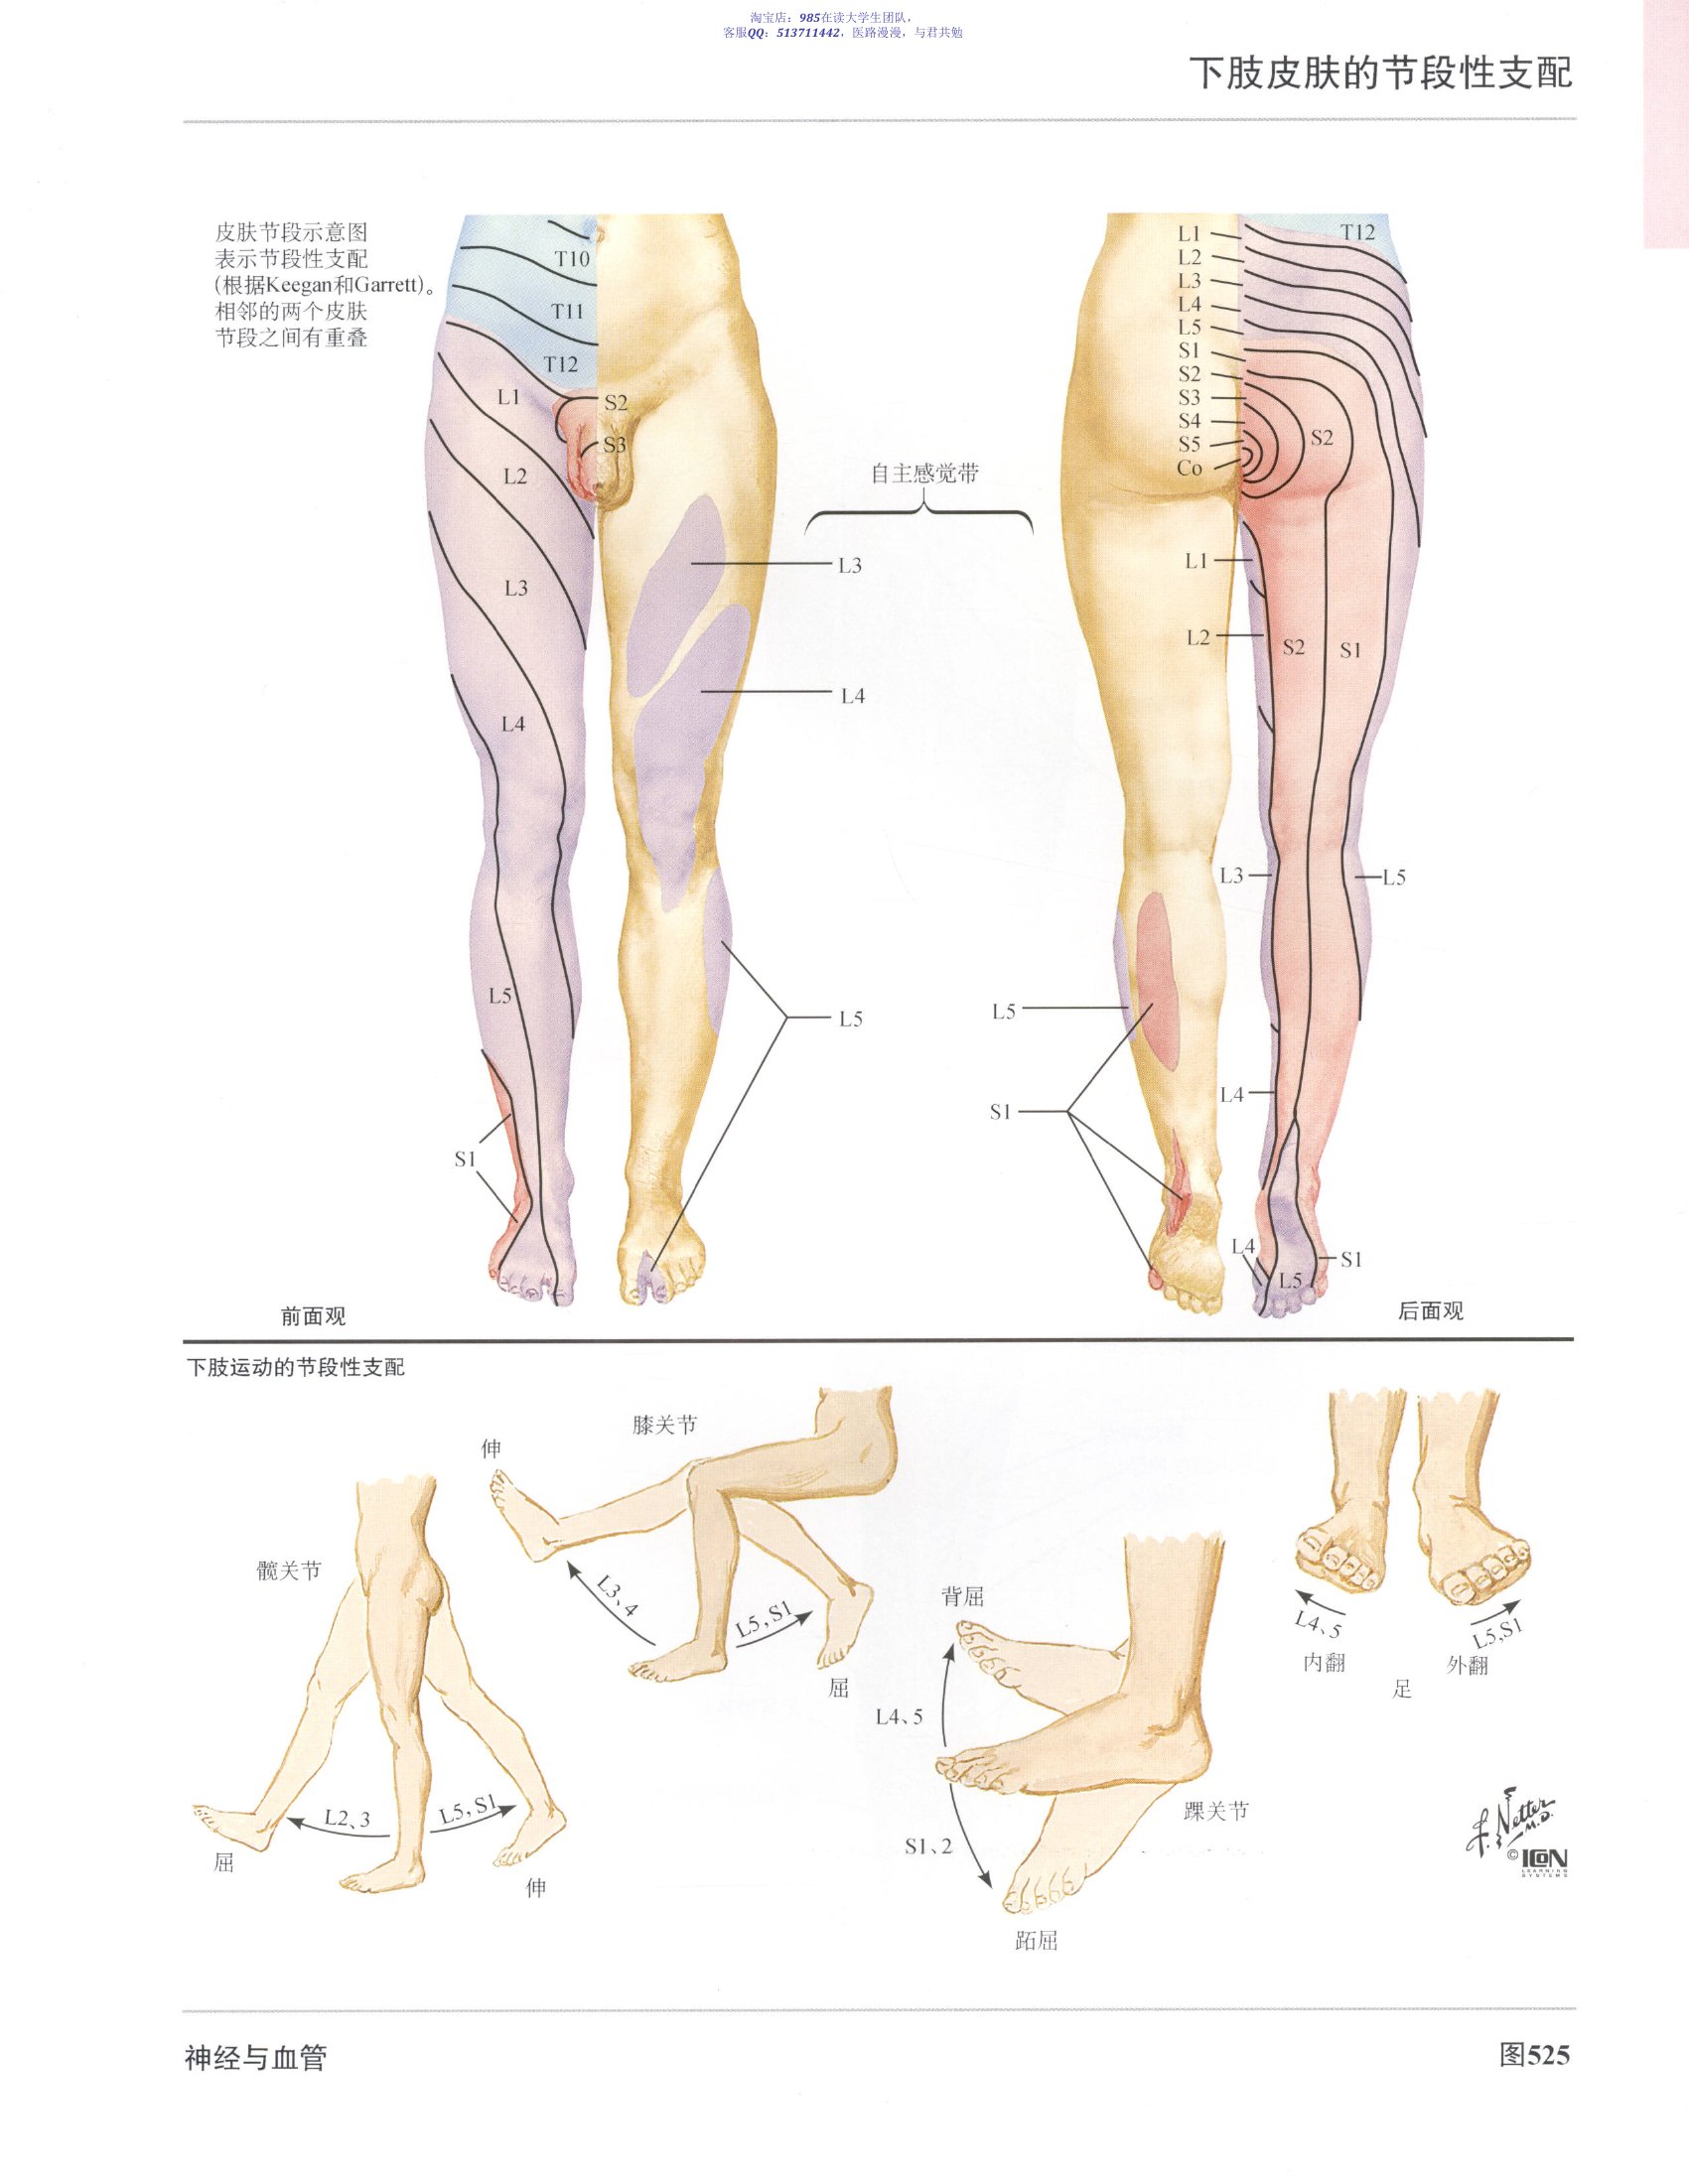 淘宝店：985在读大学生团队，
客服QQ：513711442，医路漫漫，与君共勉
下肢皮肤的节段性支配
皮肤节段示意图
表示节段性支配
(根据Keegan和Garrett)。
相邻的两个皮肤
节段之间有重叠
T10
T11
T12
L1
S2
S3
L2
L3
L4
L5
S1
自主感觉带
L3
L4
L5
L5
S1
L1
L2
L3
L4
L5
S1
S2
S3
S4
S5
Co
T12
S2
L1
L2
S2
S1
L3
L5
L4
L4
L5
S1
前面观
后面观
下肢运动的节段性支配
髋关节
L2、3
L5，S1
屈
伸
膝关节
伸
L3、4
L5，S1
屈
背屈
L4、5
S1、2
踝关节
跖屈
L4、5
内翻
L5，S1
外翻
足
F. Netter
M.D.
© ICON
LEARNING
SYSTEMS
神经与血管
图525